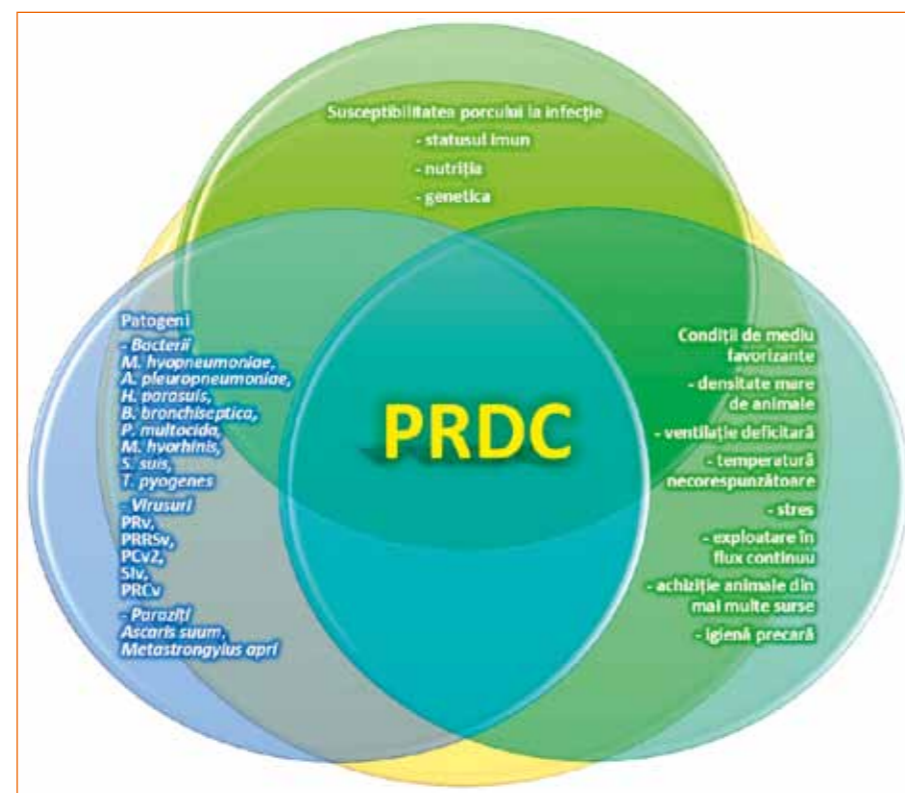 Susceptibilitatea porcului la infecție
- statusul imun
- nutriția
- genetica
Patogeni
- Bacterii
M. hyopneumoniae,
A. pleuropneumoniae,
H. parasuis,
B. bronchiseptica,
P. multocida,
M. hyorhinis,
S. suis,
T. pyogenes
- Virusuri
PRv,
PRRSv,
PCv2,
SIv,
PRCv
- Paraziți
Ascaris suum,
Metastrongylus apri
PRDC
Condiții de mediu
favorizante
- densitate mare
de animale
- ventilație deficitară
- temperatură
necorespunzătoare
- stres
- exploatare în
flux continuu
- achiziție animale din
mai multe surse
- igienă precară